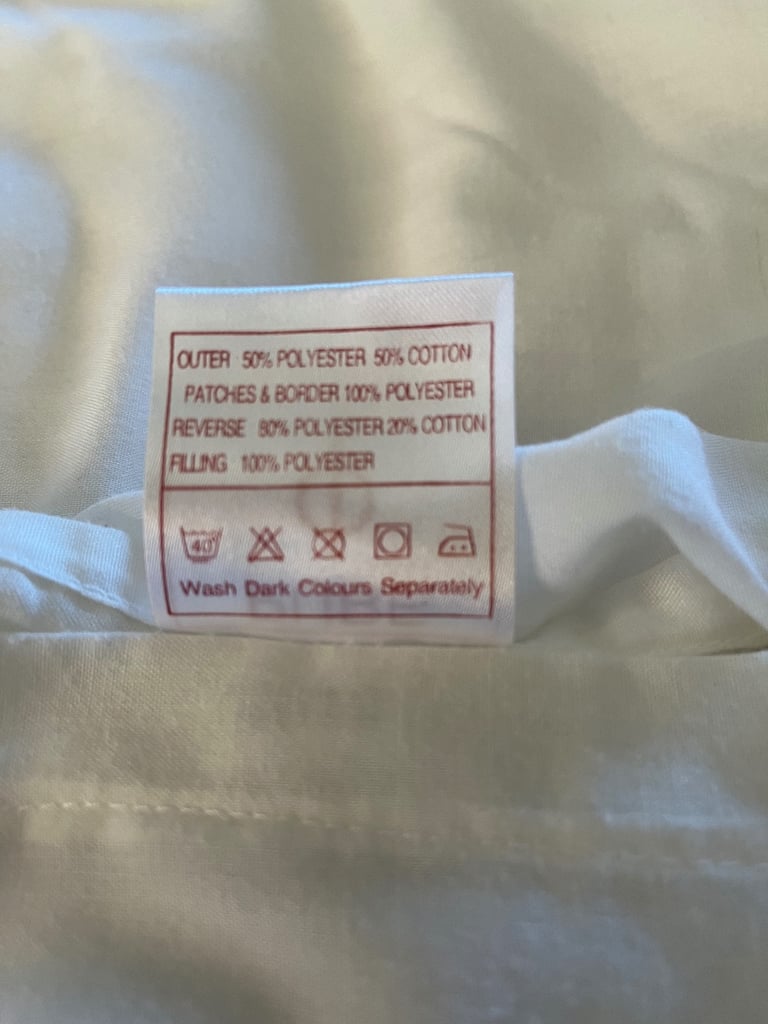 OUTER 50% POLYESTER 50% COTTON
PATCHES & BORDER 100% POLYESTER
REVERSE 80% POLYESTER 20% COTTON
FILLING 100% POLYESTER
40
Wash Dark Colours Separately